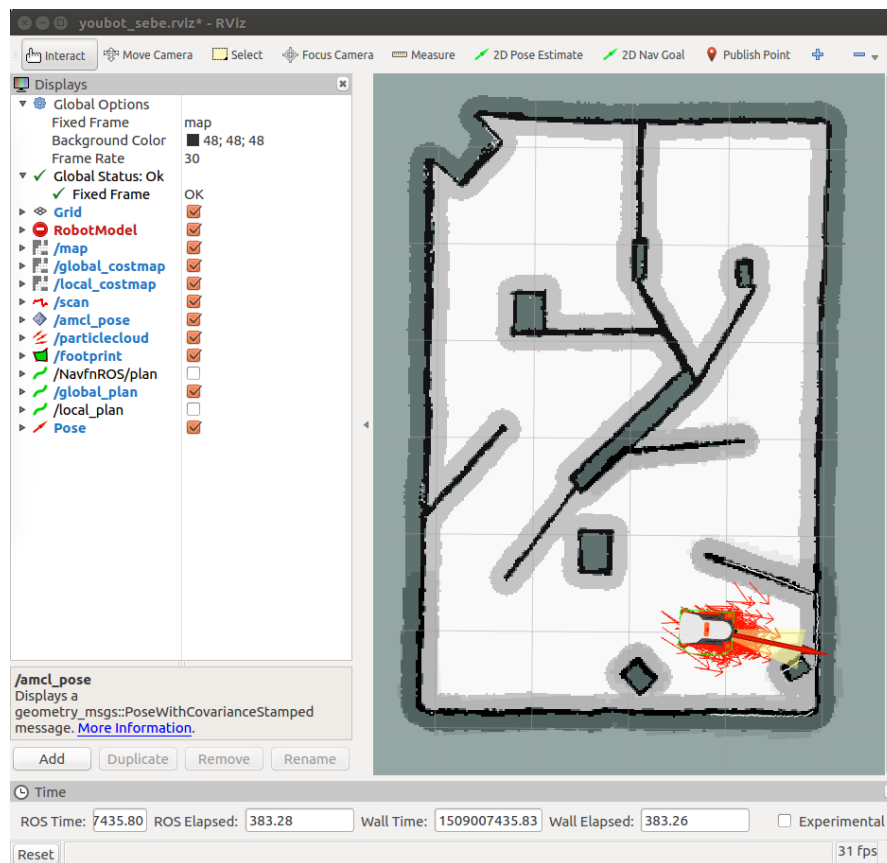 youbot_sebe.rviz* - RViz
Interact Move Camera Select Focus Camera Measure 2D Pose Estimate 2D Nav Goal Publish Point
Displays
Global Options
Fixed Frame map
Background Color 48; 48; 48
Frame Rate 30
Global Status: Ok
Fixed Frame OK
Grid
RobotModel
/map
/global_costmap
/local_costmap
/scan
/amcl_pose
/particlecloud
/footprint
/NavfnROS/plan
/global_plan
/local_plan
Pose
/amcl_pose
Displays a
geometry_msgs::PoseWithCovarianceStamped
message. More Information.
Add Duplicate Remove Rename
Time
ROS Time: 7435.80 ROS Elapsed: 383.28 Wall Time: 1509007435.83 Wall Elapsed: 383.26 Experimental
Reset 31 fps